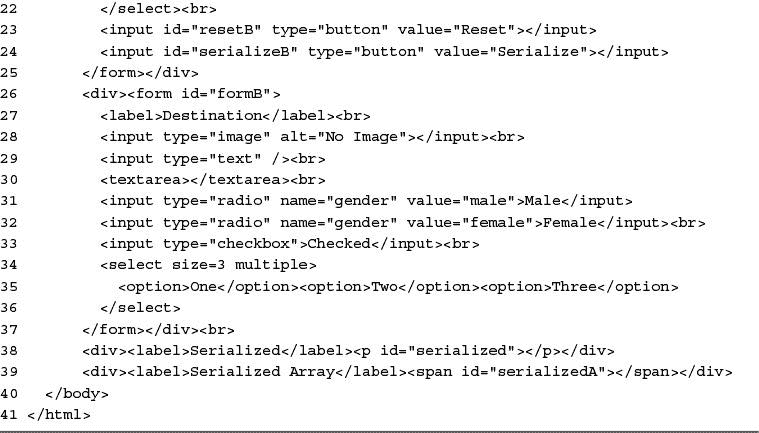 22         </select><br>
23         <input id="resetB" type="button" value="Reset"></input>
24         <input id="serializeB" type="button" value="Serialize"></input>
25       </form></div>
26       <div><form id="formB">
27         <label>Destination</label><br>
28         <input type="image" alt="No Image"></input><br>
29         <input type="text" /><br>
30         <textarea></textarea><br>
31         <input type="radio" name="gender" value="male">Male</input>
32         <input type="radio" name="gender" value="female">Female</input><br>
33         <input type="checkbox">Checked</input><br>
34         <select size=3 multiple>
35           <option>One</option><option>Two</option><option>Three</option>
36         </select>
37       </form></div><br>
38       <div><label>Serialized</label><p id="serialized"></p></div>
39       <div><label>Serialized Array</label><span id="serializedA"></span></div>
40   </body>
41 </html>